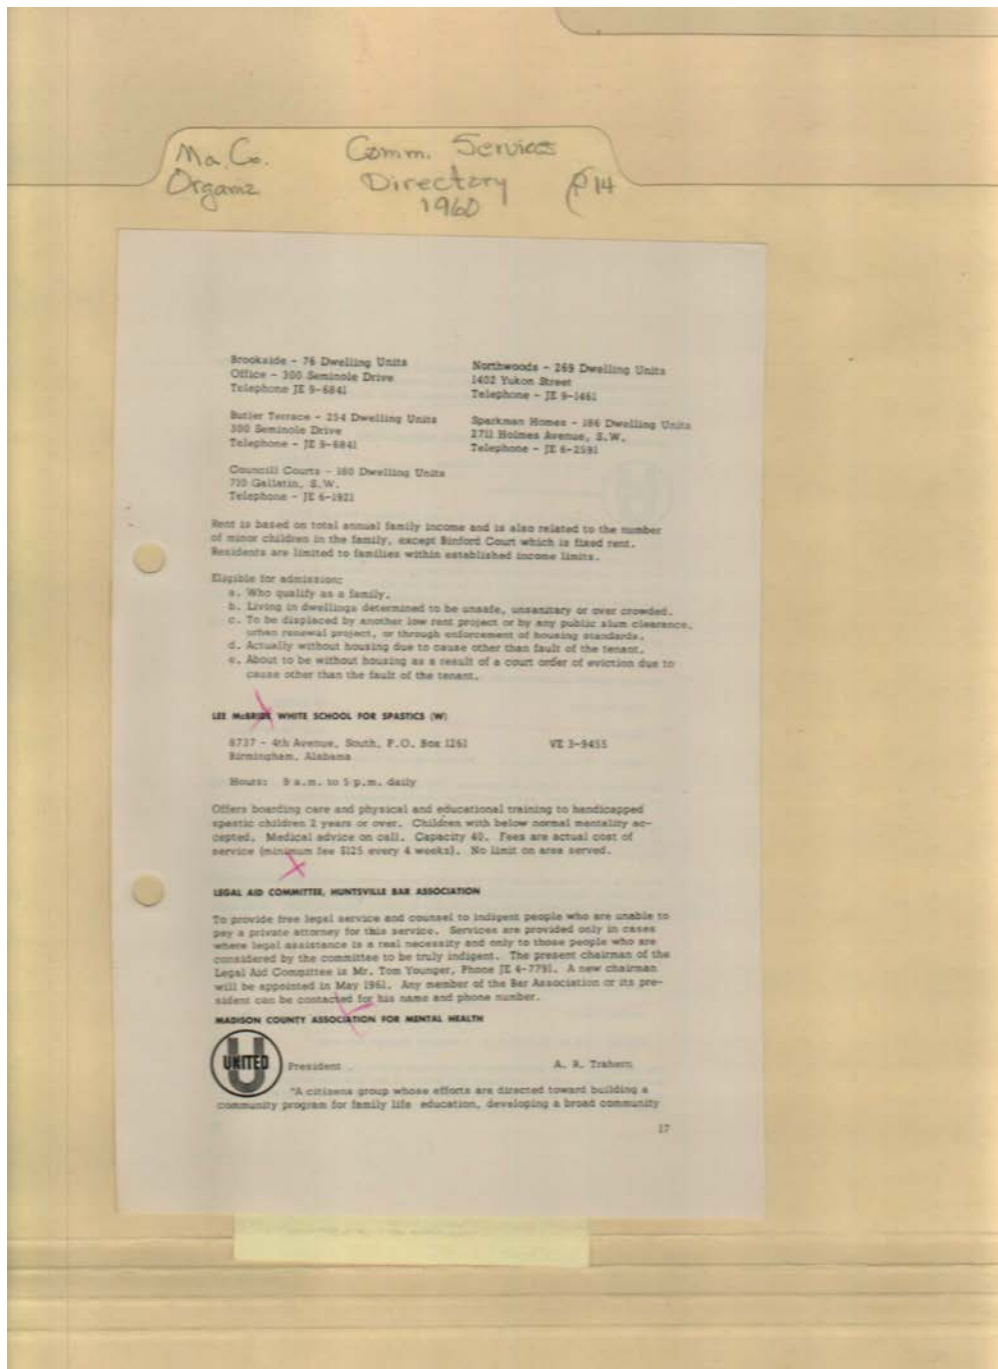 Ma. Co.
Comm. Services
Organiz
Directory
P 14
1960
Brookside - 76 Dwelling Units
Office - 300 Seminole Drive
Telephone JE 9-6841
Northwoods - 269 Dwelling Units
1402 Yukon Street
Telephone - JE 9-1461
Butler Terrace - 254 Dwelling Units
300 Seminole Drive
Telephone - JE 9-6841
Sparkman Homes - 186 Dwelling Units
2711 Holmes Avenue, S.W.
Telephone - JE 6-2591
Councill Courts - 180 Dwelling Units
710 Gallatin, S.W.
Telephone - JE 6-1921
Rent is based on total annual family income and is also related to the number
of minor children in the family, except Binford Court which is fixed rent.
Residents are limited to families within established income limits.
Eligible for admission:
a. Who qualify as a family.
b. Living in dwellings determined to be unsafe, unsanitary or over crowded.
c. To be displaced by another low rent project or by any public slum clearance,
urban renewal project, or through enforcement of housing standards.
d. Actually without housing due to cause other than fault of the tenant.
e. About to be without housing as a result of a court order of eviction due to
cause other than the fault of the tenant.
LEE McBRIDE WHITE SCHOOL FOR SPASTICS (W)
8737 - 4th Avenue, South, P.O. Box 1261 VE 3-9455
Birmingham, Alabama
Hours: 9 a.m. to 5 p.m. daily
Offers boarding care and physical and educational training to handicapped
spastic children 2 years or over. Children with below normal mentality ac-
cepted. Medical advice on call. Capacity 40. Fees are actual cost of
service (minimum fee $125 every 4 weeks). No limit on area served.
LEGAL AID COMMITTEE, HUNTSVILLE BAR ASSOCIATION
To provide free legal service and counsel to indigent people who are unable to
pay a private attorney for this service. Services are provided only in cases
where legal assistance is a real necessity and only to those people who are
considered by the committee to be truly indigent. The present chairman of the
Legal Aid Committee is Mr. Tom Younger, Phone JE 4-7791. A new chairman
will be appointed in May 1961. Any member of the Bar Association or its pre-
sident can be contacted for his name and phone number.
MADISON COUNTY ASSOCIATION FOR MENTAL HEALTH
UNITED
President . A. R. Trahern
"A citizens group whose efforts are directed toward building a
community program for family life education, developing a broad community
17